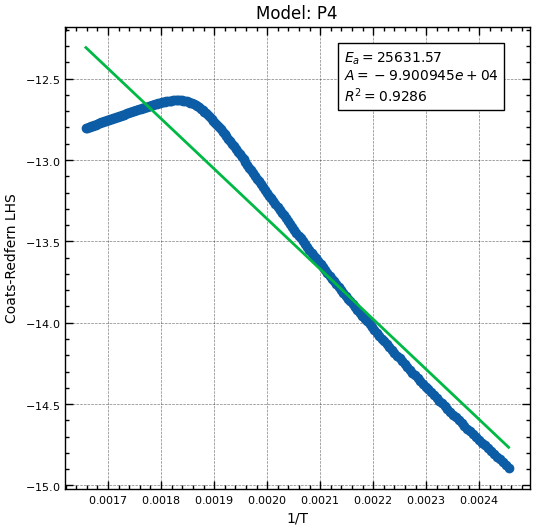 Model: P4
Eₐ = 25631.57
A = − 9.900945e + 04
R² = 0.9286
Coats-Redfern LHS
−12.5
−13.0
−13.5
−14.0
−14.5
−15.0
0.0017 0.0018 0.0019 0.0020 0.0021 0.0022 0.0023 0.0024
1/T